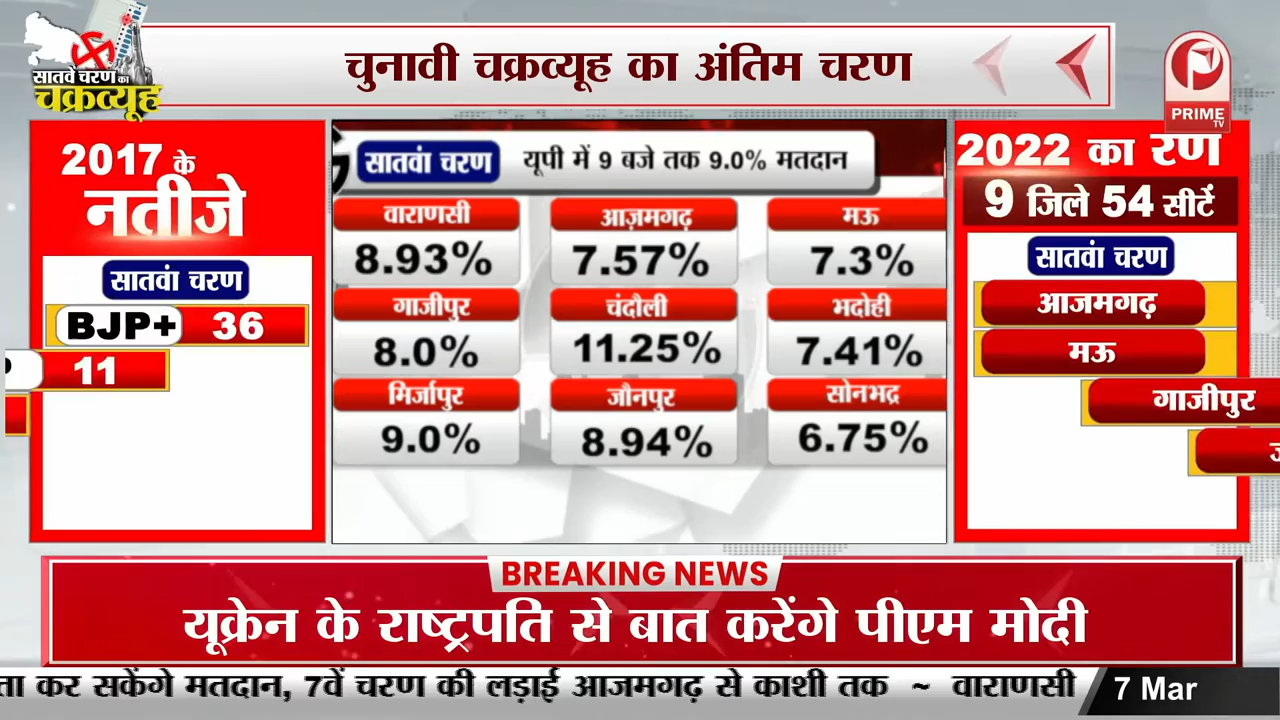 सातवें चरण का
चक्रव्यूह
चुनावी चक्रव्यूह का अंतिम चरण
PRIME
TV
2017 के
नतीजे
सातवां चरण
BJP+ 36
11
सातवां चरण यूपी में 9 बजे तक 9.0% मतदान
वाराणसी आज़मगढ़ मऊ
8.93% 7.57% 7.3%
गाजीपुर चंदौली भदोही
8.0% 11.25% 7.41%
मिर्जापुर जौनपुर सोनभद्र
9.0% 8.94% 6.75%
2022 का रण
9 जिले 54 सीटें
सातवां चरण
आजमगढ़
मऊ
गाजीपुर
BREAKING NEWS
यूक्रेन के राष्ट्रपति से बात करेंगे पीएम मोदी
कर सकेंगे मतदान, 7वें चरण की लड़ाई आजमगढ़ से काशी तक ~ वाराणसी 7 Mar